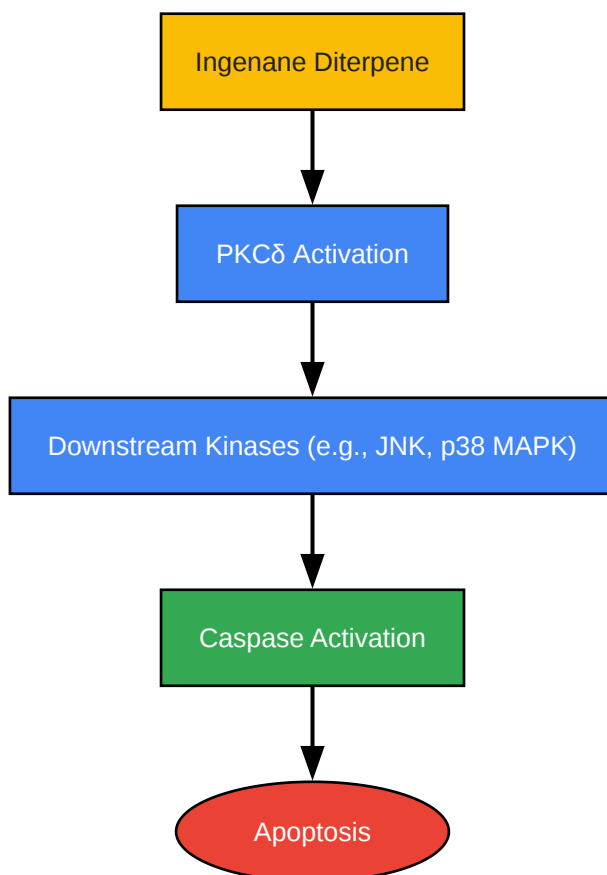 Ingenane Diterpene
PKCδ Activation
Downstream Kinases (e.g., JNK, p38 MAPK)
Caspase Activation
Apoptosis